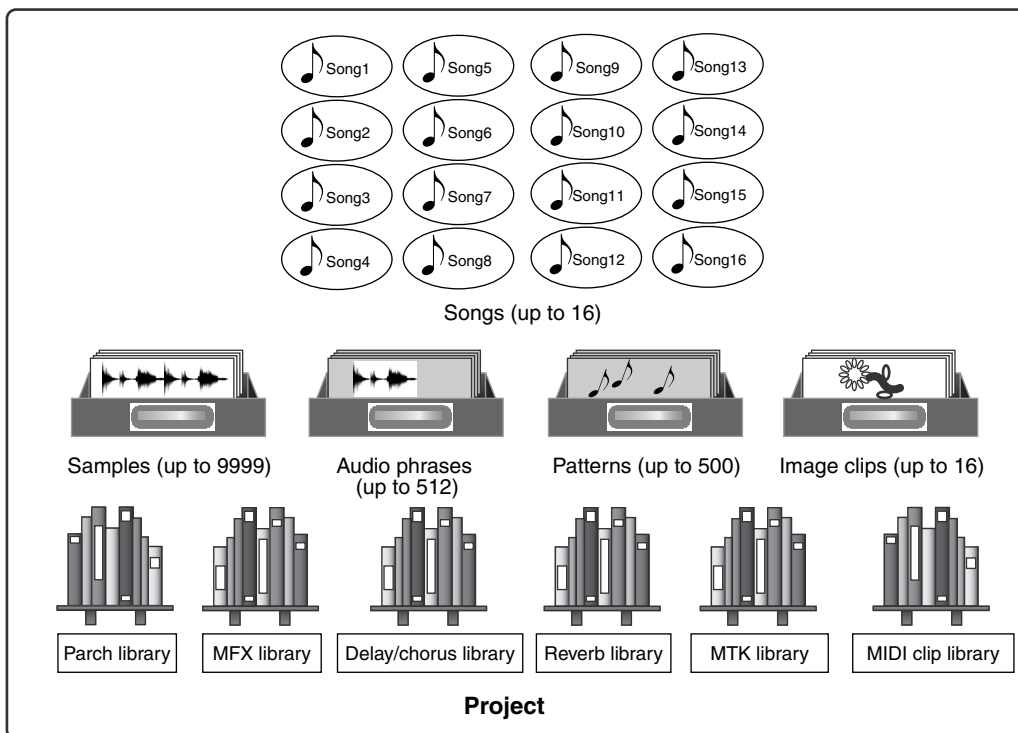 Song1 Song5 Song9 Song13
Song2 Song6 Song10 Song14
Song3 Song7 Song11 Song15
Song4 Song8 Song12 Song16
Songs (up to 16)
Samples (up to 9999)
Audio phrases
(up to 512)
Patterns (up to 500)
Image clips (up to 16)
Parch library
MFX library
Delay/chorus library
Reverb library
MTK library
MIDI clip library
Project